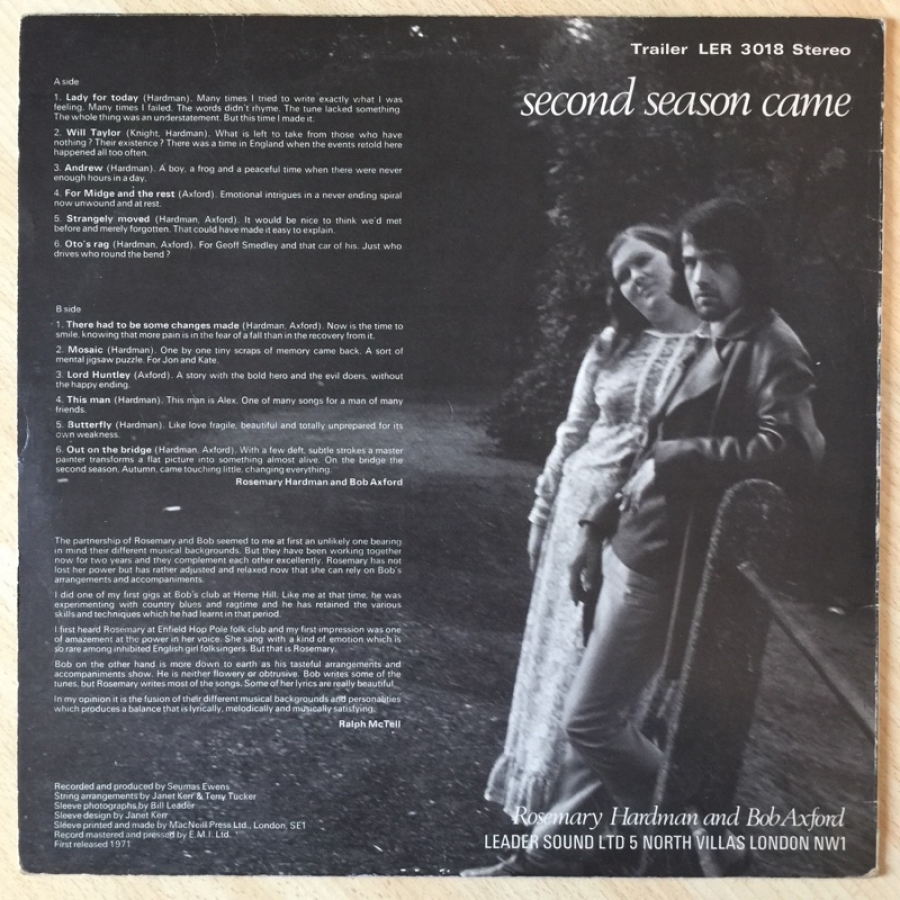 Trailer LER 3018 Stereo
second season came
A side
1. Lady for today (Hardman). Many times I tried to write exactly what I was
feeling. Many times I failed. The words didn't rhyme. The tune lacked something.
The whole thing was an understatement. But this time I made it.
2. Will Taylor (Knight, Hardman). What is left to take from those who have
nothing? Their existence? There was a time in England when the events retold here
happened all too often.
3. Andrew (Hardman). A boy, a frog and a peaceful time when there were never
enough hours in a day.
4. For Midge and the rest (Axford). Emotional intrigues in a never ending spiral
now unwound and at rest.
5. Strangely moved (Hardman, Axford). It would be nice to think we'd met
before and merely forgotten. That could have made it easy to explain.
6. Oto's rag (Hardman, Axford). For Geoff Smedley and that car of his. Just who
drives who round the bend?
B side
1. There had to be some changes made (Hardman, Axford). Now is the time to
smile, knowing that more pain is in the fear of a fall than in the recovery from it.
2. Mosaic (Hardman). One by one tiny scraps of memory came back. A sort of
mental jigsaw puzzle. For Jon and Kate.
3. Lord Huntley (Axford). A story with the bold hero and the evil doers, without
the happy ending.
4. This man (Hardman). This man is Alex. One of many songs for a man of many
friends.
5. Butterfly (Hardman). Like love fragile, beautiful and totally unprepared for its
own weakness.
6. Out on the bridge (Hardman, Axford). With a few deft, subtle strokes a master
painter transforms a flat picture into something almost alive. On the bridge the
second season, Autumn, came touching little, changing everything.
Rosemary Hardman and Bob Axford
The partnership of Rosemary and Bob seemed to me at first an unlikely one bearing
in mind their different musical backgrounds. But they have been working together
now for two years and they complement each other excellently. Rosemary has not
lost her power but has rather adjusted and relaxed now that she can rely on Bob's
arrangements and accompaniments.
I did one of my first gigs at Bob's club at Herne Hill. Like me at that time, he was
experimenting with country blues and ragtime and he has retained the various
skills and techniques which he had learnt in that period.
I first heard Rosemary at Enfield Hop Pole folk club and my first impression was one
of amazement at the power in her voice. She sang with a kind of emotion which is
so rare among inhibited English girl folksingers. But that is Rosemary.
Bob on the other hand is more down to earth as his tasteful arrangements and
accompaniments show. He is neither flowery or obtrusive. Bob writes some of the
tunes, but Rosemary writes most of the songs. Some of her lyrics are really beautiful.
In my opinion it is the fusion of their different musical backgrounds and personalities
which produces a balance that is lyrically, melodically and musically satisfying.
Ralph McTell
Recorded and produced by Seumas Ewens
String arrangements by Janet Kerr & Terry Tucker
Sleeve photographs by Bill Leader
Sleeve design by Janet Kerr
Sleeve printed and made by MacNeill Press Ltd., London, SE1
Record mastered and pressed by E.M.I. Ltd.
First released 1971
Rosemary Hardman and Bob Axford
LEADER SOUND LTD 5 NORTH VILLAS LONDON NW1